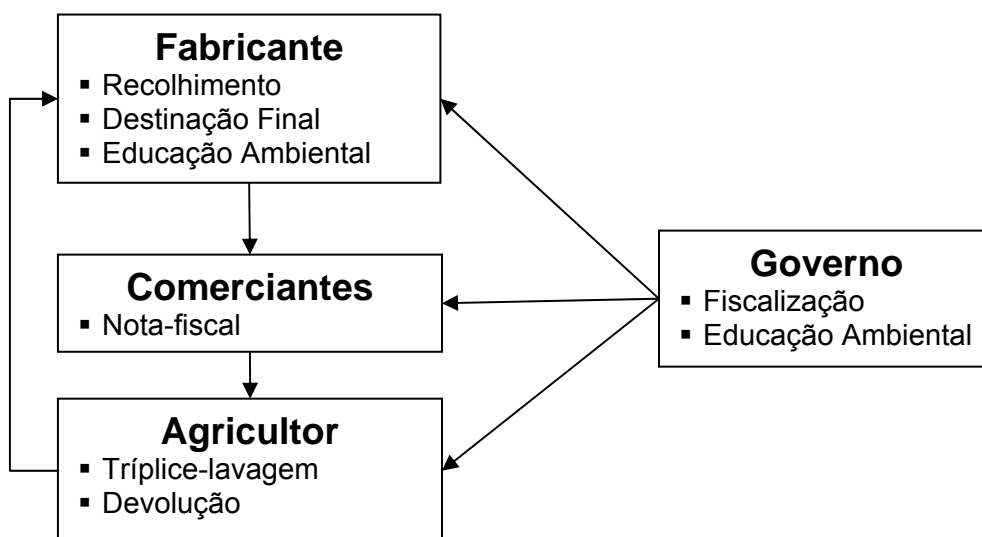 Fabricante
▪ Recolhimento
▪ Destinação Final
▪ Educação Ambiental
Comerciantes
▪ Nota-fiscal
Agricultor
▪ Tríplice-lavagem
▪ Devolução
Governo
▪ Fiscalização
▪ Educação Ambiental